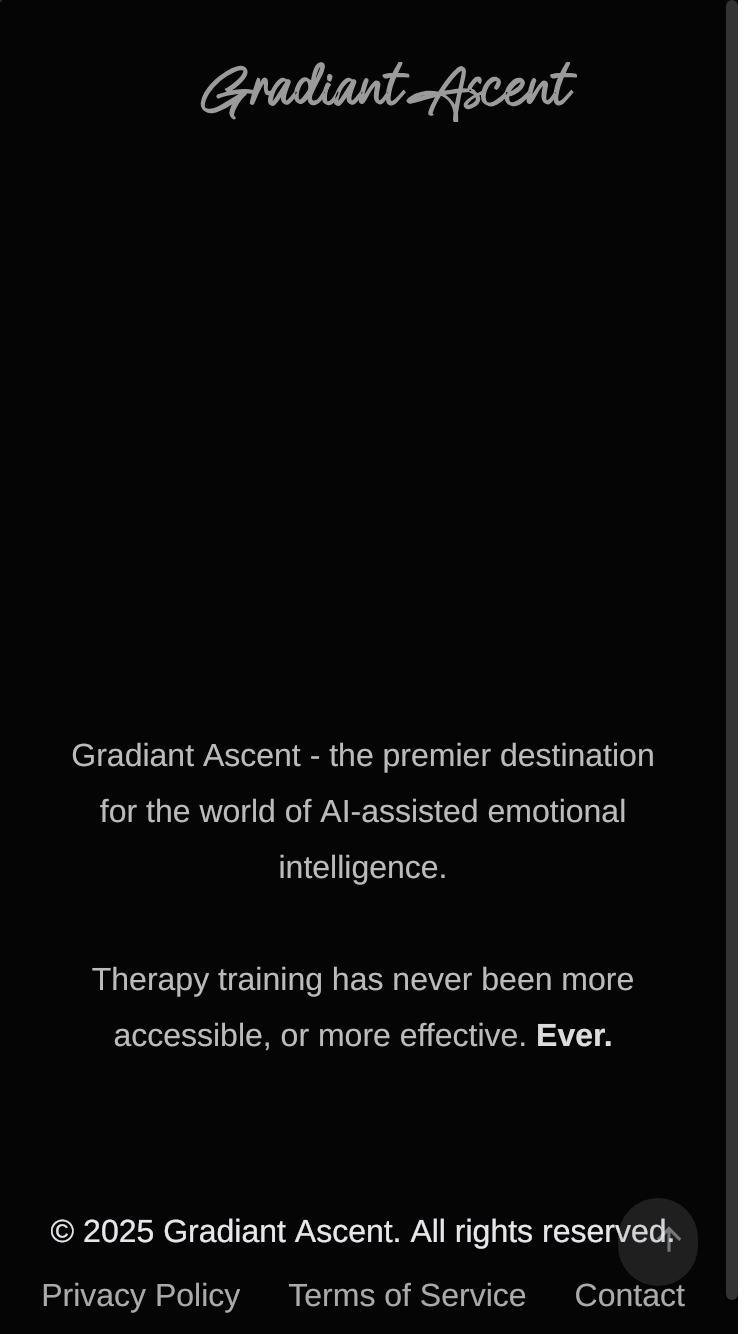 Gradiant Ascent
Gradiant Ascent - the premier destination
for the world of AI-assisted emotional
intelligence.
Therapy training has never been more
accessible, or more effective. Ever.
© 2025 Gradiant Ascent. All rights reserved.
Privacy Policy Terms of Service Contact